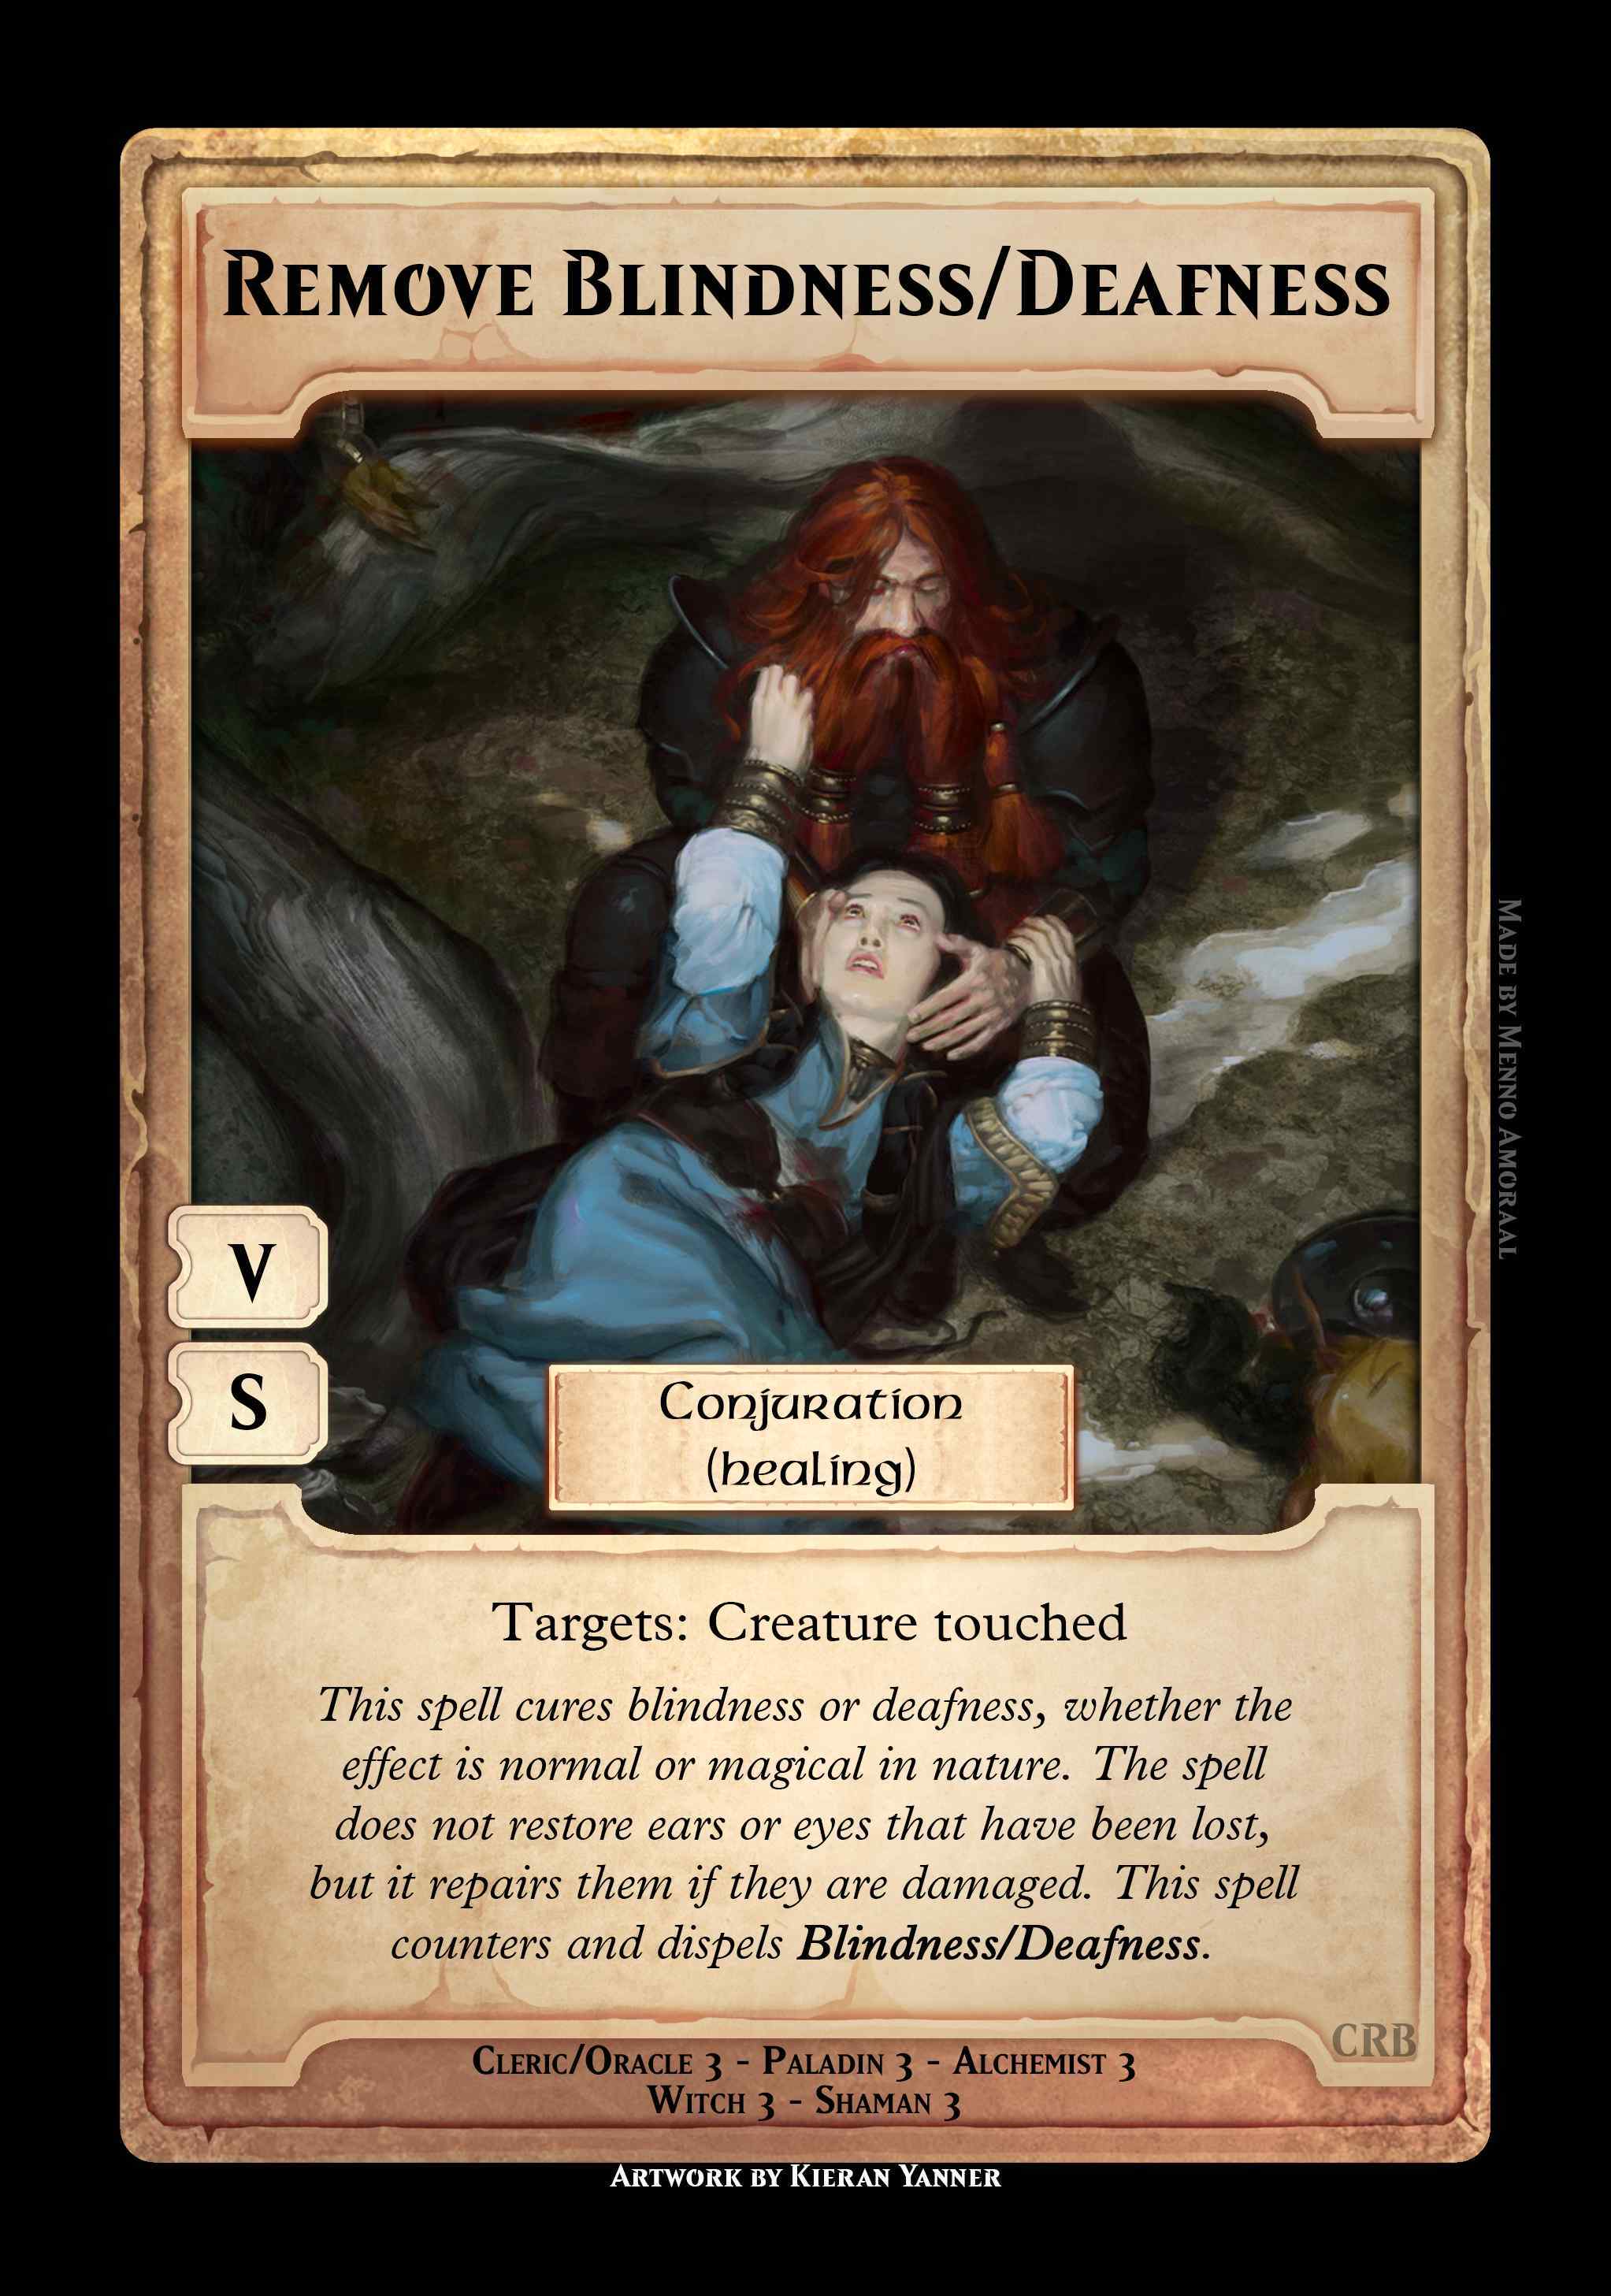 Remove Blindness/Deafness
V
S
Conjuration
(healing)
Targets: Creature touched
This spell cures blindness or deafness, whether the
effect is normal or magical in nature. The spell
does not restore ears or eyes that have been lost,
but it repairs them if they are damaged. This spell
counters and dispels Blindness/Deafness.
CRB
Cleric/Oracle 3 - Paladin 3 - Alchemist 3
Witch 3 - Shaman 3
Artwork by Kieran Yanner
Made by Menno Amoraal